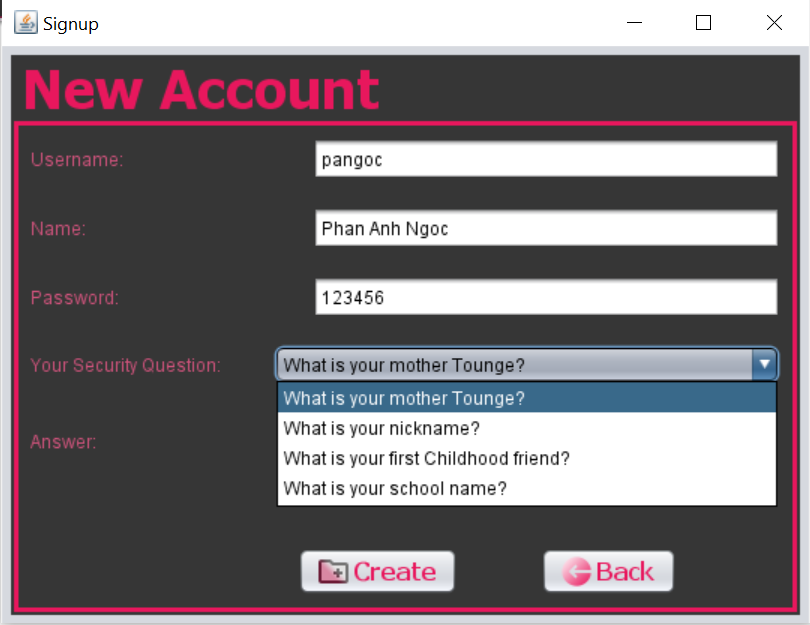 Signup
New Account
Username:
pangoc
Name:
Phan Anh Ngoc
Password:
123456
Your Security Question:
What is your mother Tounge?
What is your mother Tounge?
What is your nickname?
Answer:
What is your first Childhood friend?
What is your school name?
Create
Back